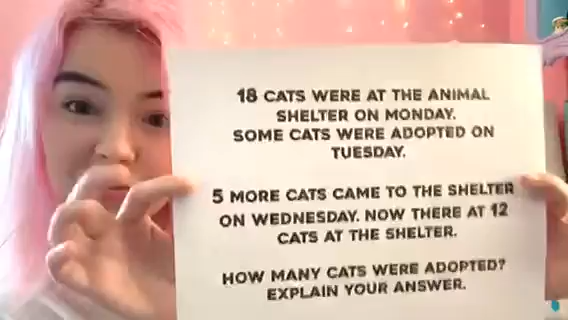 18 CATS WERE AT THE ANIMAL
SHELTER ON MONDAY.
SOME CATS WERE ADOPTED ON
TUESDAY.
5 MORE CATS CAME TO THE SHELTER
ON WEDNESDAY. NOW THERE AT 12
CATS AT THE SHELTER.
HOW MANY CATS WERE ADOPTED?
EXPLAIN YOUR ANSWER.